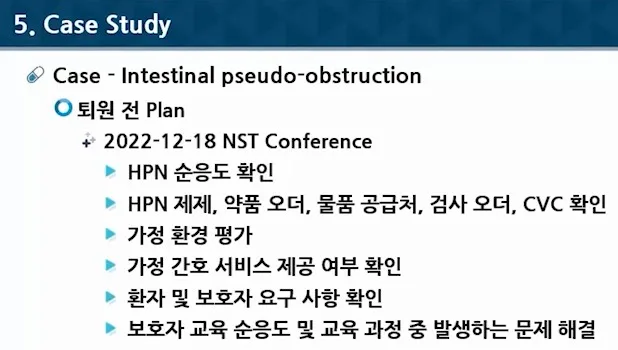 5. Case Study
Case - Intestinal pseudo-obstruction
퇴원 전 Plan
2022-12-18 NST Conference
HPN 순응도 확인
HPN 제제, 약품 오더, 물품 공급처, 검사 오더, CVC 확인
가정 환경 평가
가정 간호 서비스 제공 여부 확인
환자 및 보호자 요구 사항 확인
보호자 교육 순응도 및 교육 과정 중 발생하는 문제 해결